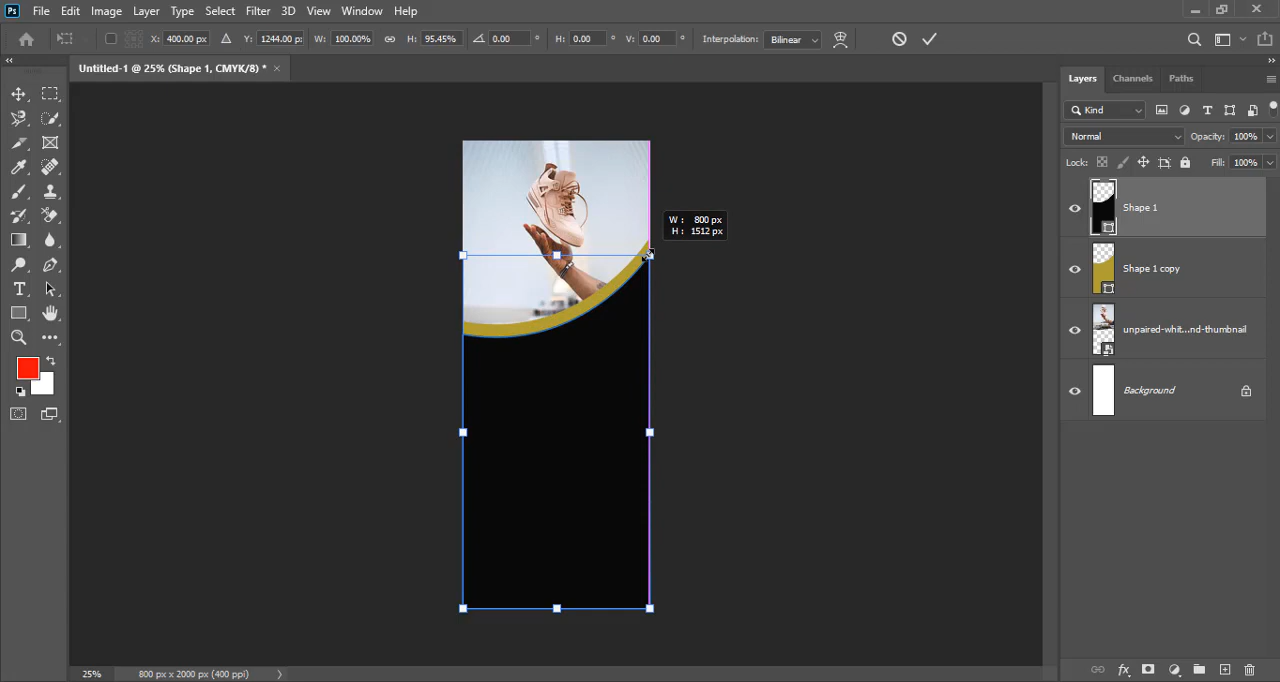 Ps File Edit Image Layer Type Select Filter 3D View Window Help
X: 400.00 px Y: 1244.00 p: W: 100.00% H: 95.45% 0.00 ° H: 0.00 ° V: 0.00 ° Interpolation: Bilinear
Untitled-1 @ 25% (Shape 1, CMYK/8) * ×
Layers Channels Paths
Kind
Normal Opacity: 100%
Lock: Fill: 100%
Shape 1
W : 800 px
H : 1512 px
Shape 1 copy
unpaired-whit...nd-thumbnail
Background
25% 800 px x 2000 px (400 ppi)